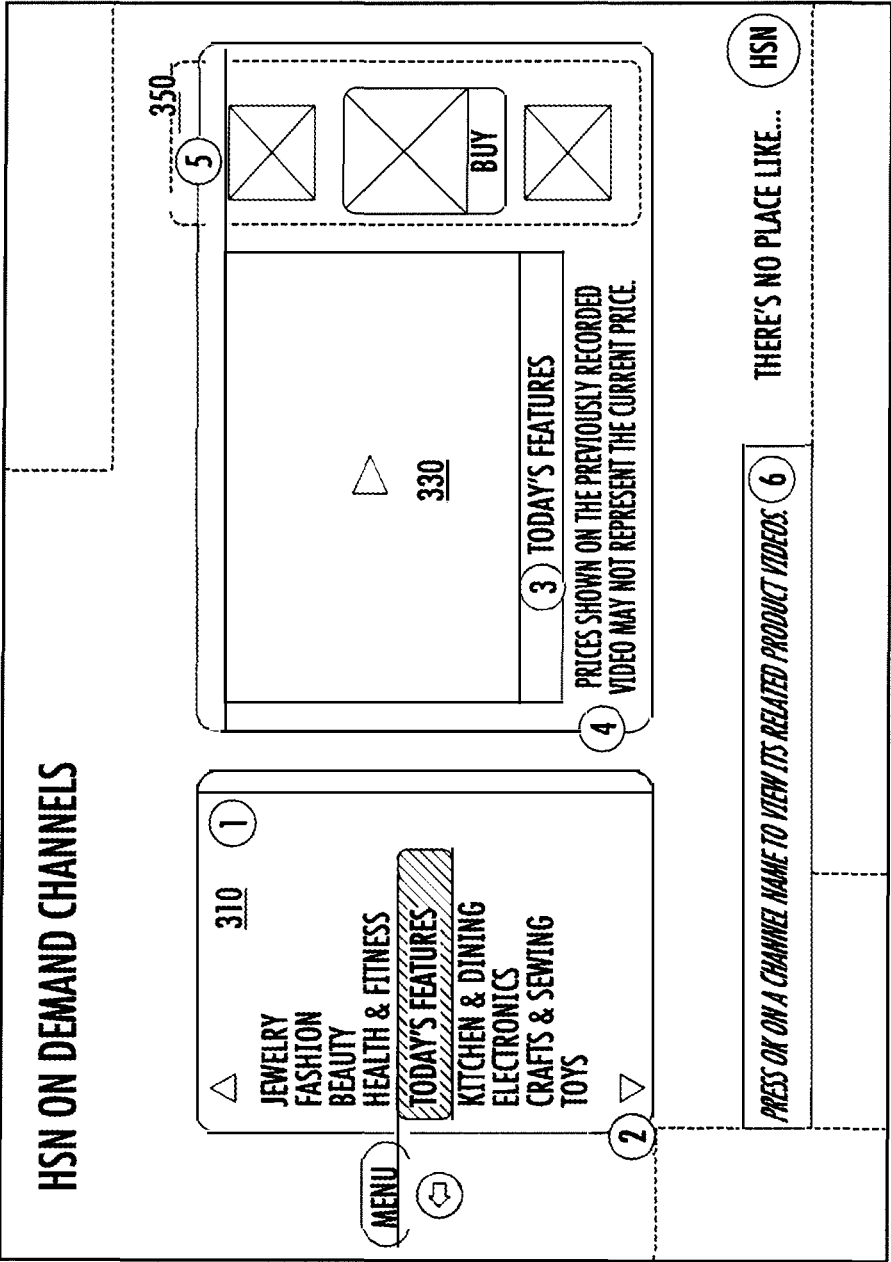 HSN ON DEMAND CHANNELS
MENU
310
1
JEWELRY
FASHION
BEAUTY
HEALTH & FITNESS
TODAY'S FEATURES
KITCHEN & DINING
ELECTRONICS
CRAFTS & SEWING
TOYS
2
330
3 TODAY'S FEATURES
PRICES SHOWN ON THE PREVIOUSLY RECORDED
VIDEO MAY NOT REPRESENT THE CURRENT PRICE.
4
350
5
BUY
PRESS OK ON A CHANNEL NAME TO VIEW ITS RELATED PRODUCT VIDEOS. 6
THERE'S NO PLACE LIKE... HSN